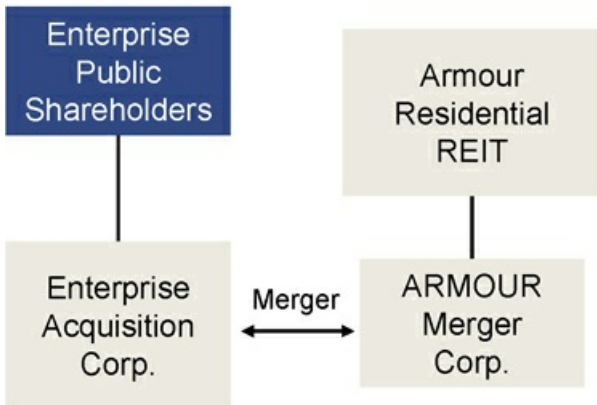 Enterprise
Public
Shareholders
Armour
Residential
REIT
Enterprise
Acquisition
Corp.
Merger
ARMOUR
Merger
Corp.